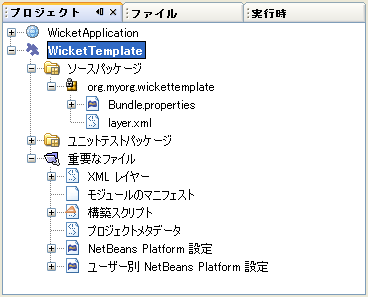 プロジェクト ファイル 実行時
WicketApplication
WicketTemplate
ソースパッケージ
org.myorg.wickettemplate
Bundle.properties
layer.xml
ユニットテストパッケージ
重要なファイル
XML レイヤー
モジュールのマニフェスト
構築スクリプト
プロジェクトメタデータ
NetBeans Platform 設定
ユーザー別 NetBeans Platform 設定